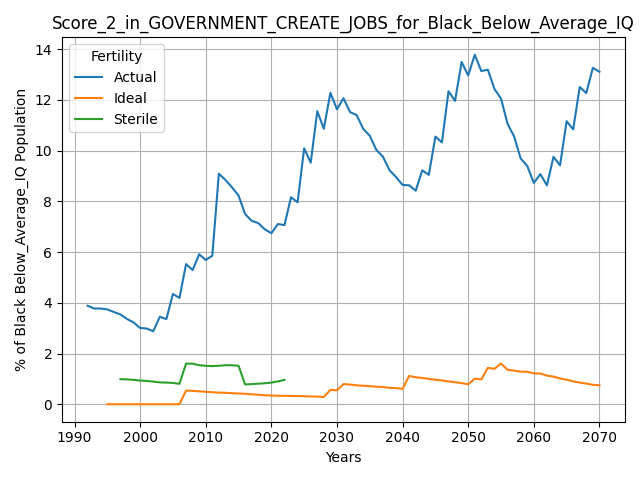 Score_2_in_GOVERNMENT_CREATE_JOBS_for_Black_Below_Average_IQ
Fertility
Actual
Ideal
Sterile
% of Black Below_Average_IQ Population
14
12
10
8
6
4
2
0
1990 2000 2010 2020 2030 2040 2050 2060 2070
Years